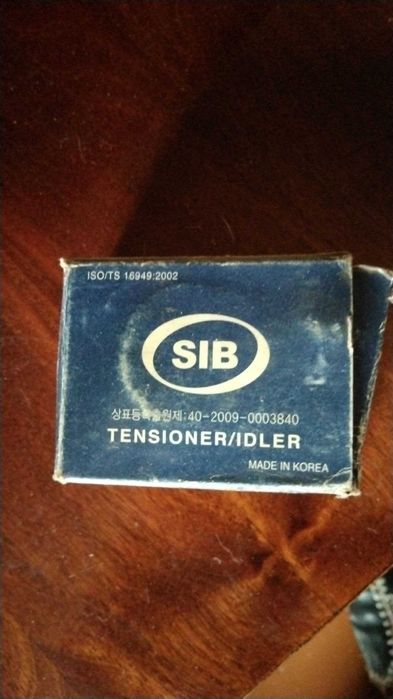 ISO/TS 16949:2002
SIB
상표등록출원제:40-2009-0003840
TENSIONER/IDLER
MADE IN KOREA